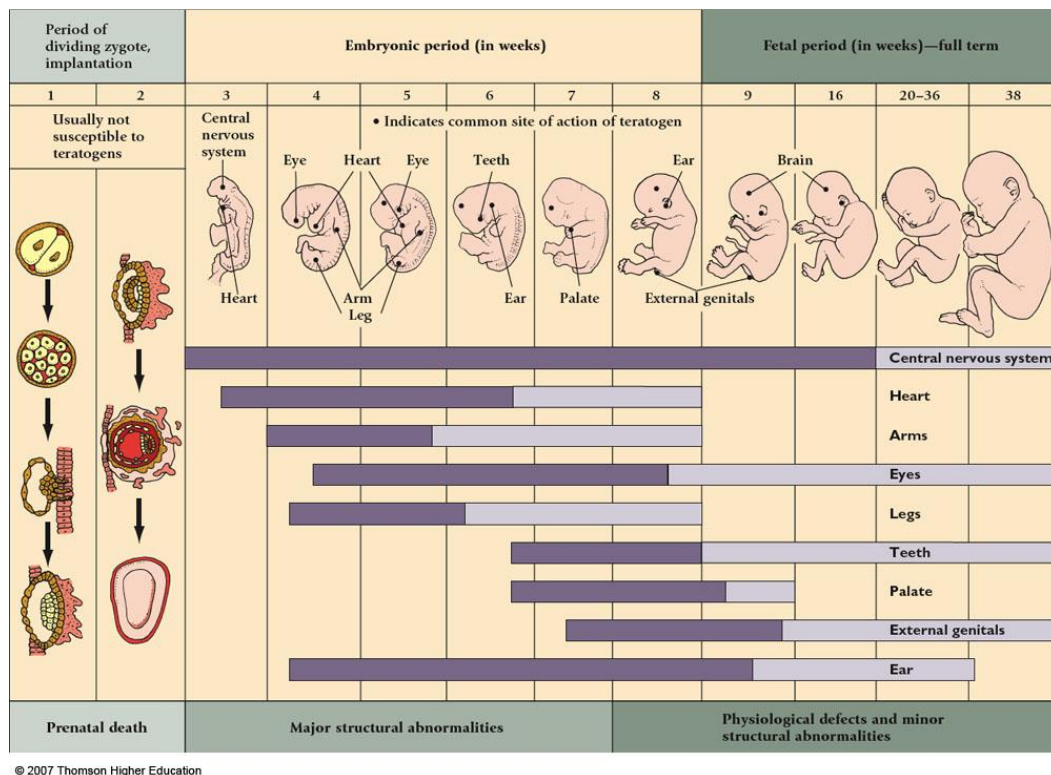 Period of
dividing zygote,
implantation
Embryonic period (in weeks)
Fetal period (in weeks)—full term
1
2
3
4
5
6
7
8
9
16
20–36
38
Usually not
susceptible to
teratogens
• Indicates common site of action of teratogen
Central
nervous
system
Eye
Heart
Eye
Teeth
Ear
Brain
Heart
Arm
Leg
Ear
Palate
External genitals
Central nervous system
Heart
Arms
Eyes
Legs
Teeth
Palate
External genitals
Ear
Prenatal death
Major structural abnormalities
Physiological defects and minor
structural abnormalities
© 2007 Thomson Higher Education